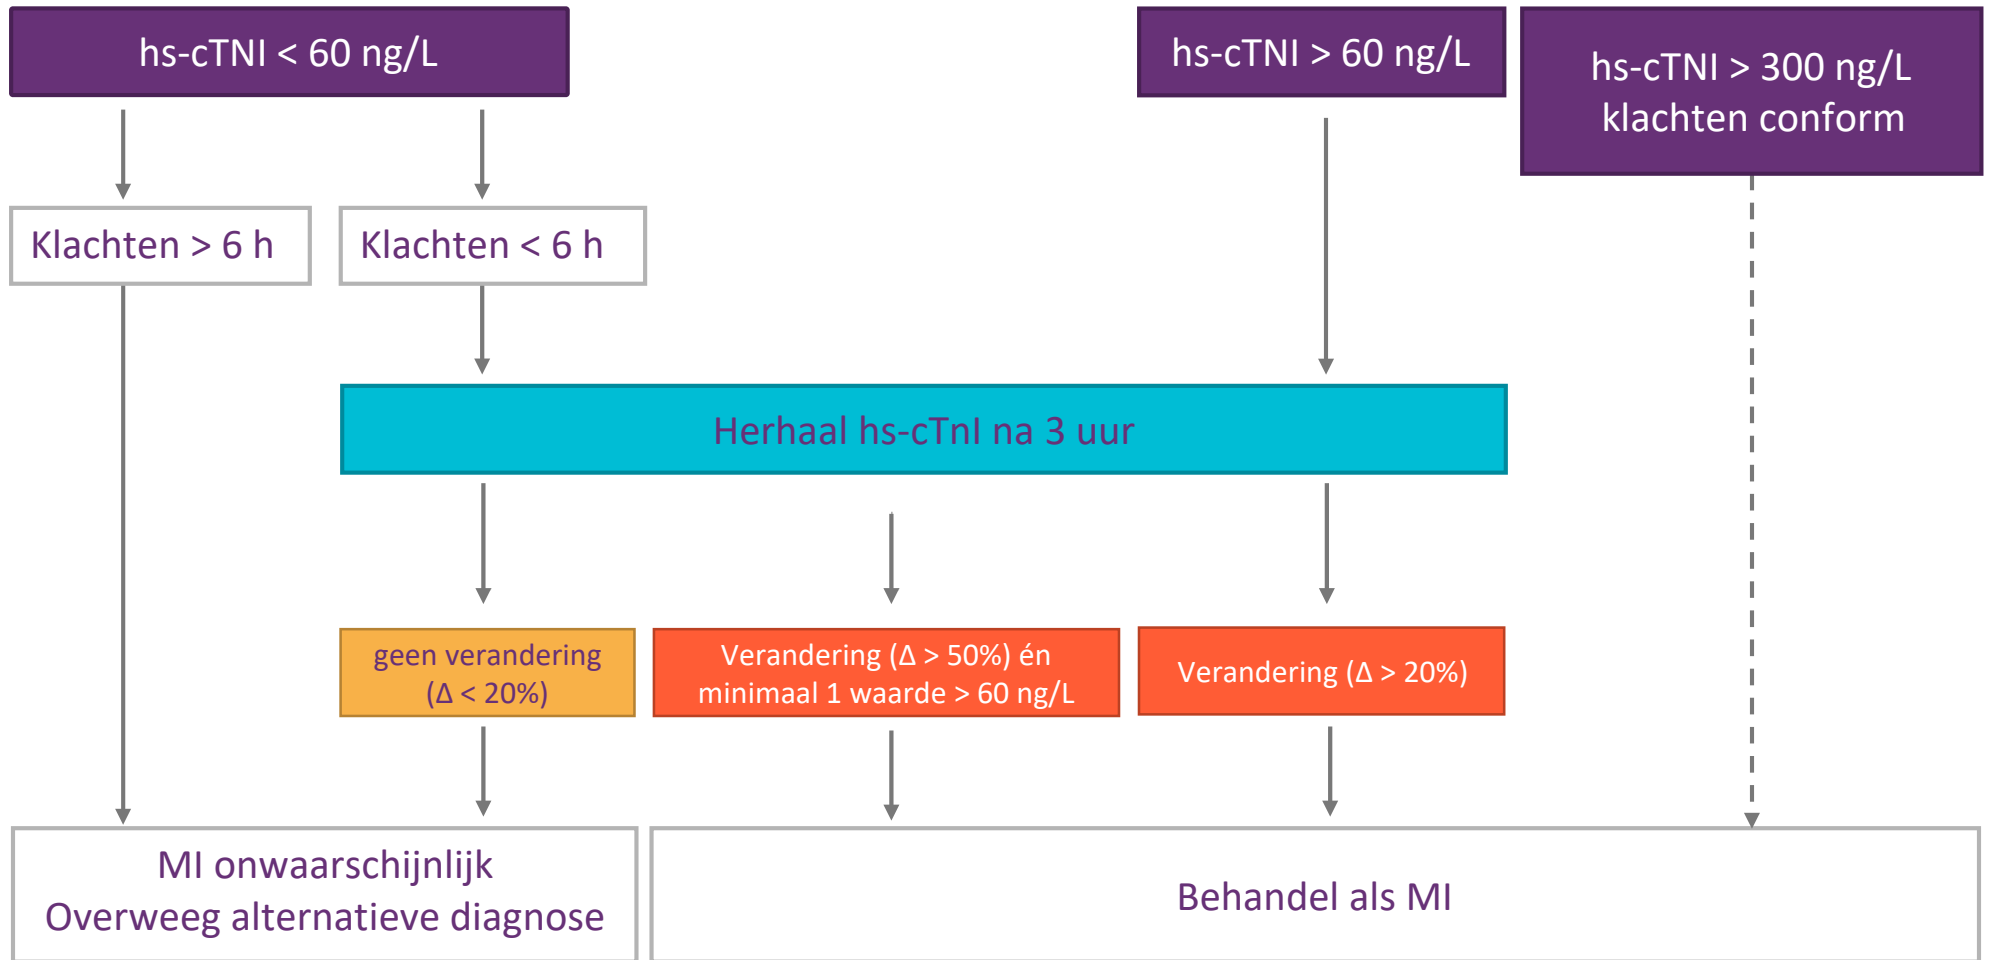 hs-cTNI < 60 ng/L
hs-cTNI > 60 ng/L
hs-cTNI > 300 ng/L
klachten conform
Klachten > 6 h
Klachten < 6 h
Herhaal hs-cTnI na 3 uur
geen verandering
(Δ < 20%)
Verandering (Δ > 50%) én
minimaal 1 waarde > 60 ng/L
Verandering (Δ > 20%)
MI onwaarschijnlijk
Overweeg alternatieve diagnose
Behandel als MI